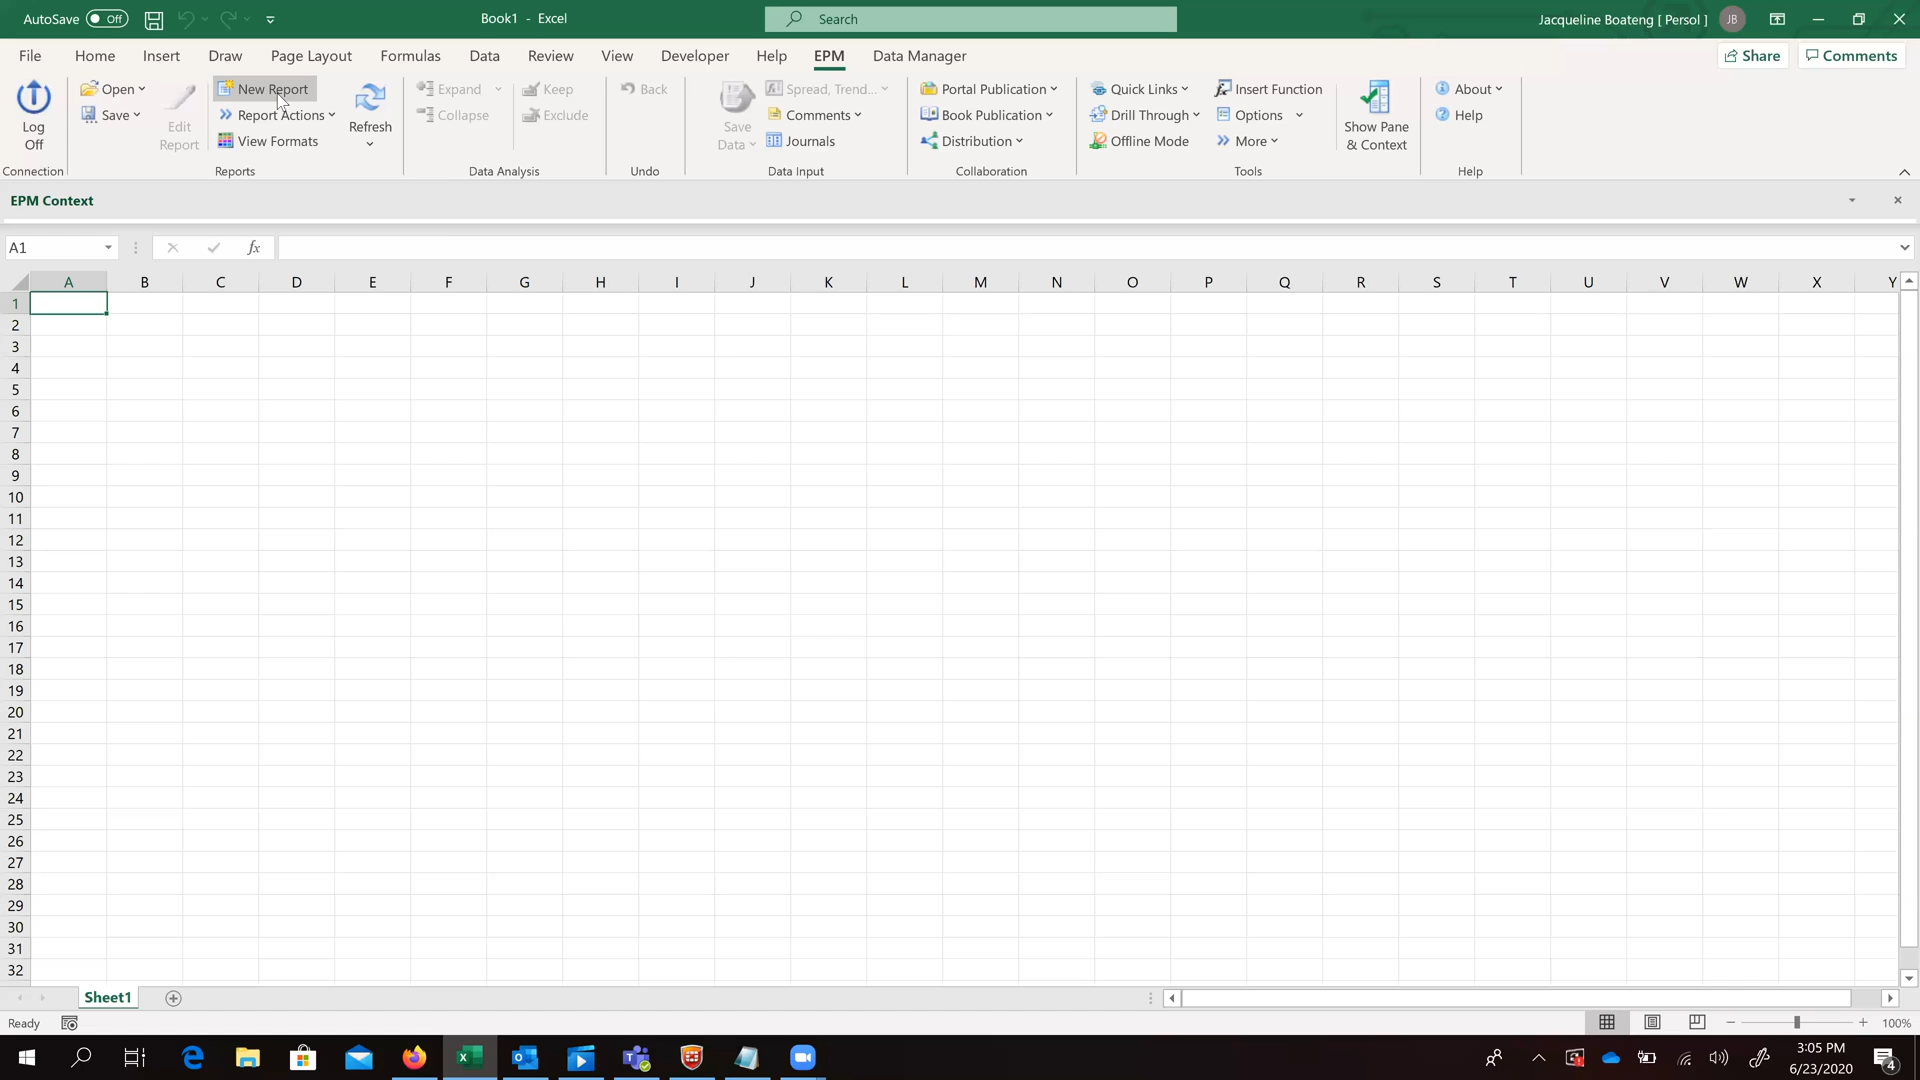 AutoSave Off Book1 - Excel Search Jacqueline Boateng [ Persol ] JB
File Home Insert Draw Page Layout Formulas Data Review View Developer Help EPM Data Manager Share Comments
Log Off
Connection
Open
Save
Edit Report
New Report
Report Actions
View Formats
Refresh
Reports
Expand
Collapse
Keep
Exclude
Data Analysis
Back
Undo
Save Data
Spread, Trend...
Comments
Journals
Data Input
Portal Publication
Book Publication
Distribution
Collaboration
Quick Links
Drill Through
Offline Mode
Insert Function
Options
More
Tools
Show Pane & Context
About
Help
Help
EPM Context
A1 fx
A B C D E F G H I J K L M N O P Q R S T U V W X Y
1
2
3
4
5
6
7
8
9
10
11
12
13
14
15
16
17
18
19
20
21
22
23
24
25
26
27
28
29
30
31
32
Sheet1
Ready 100%
3:05 PM
6/23/2020
4